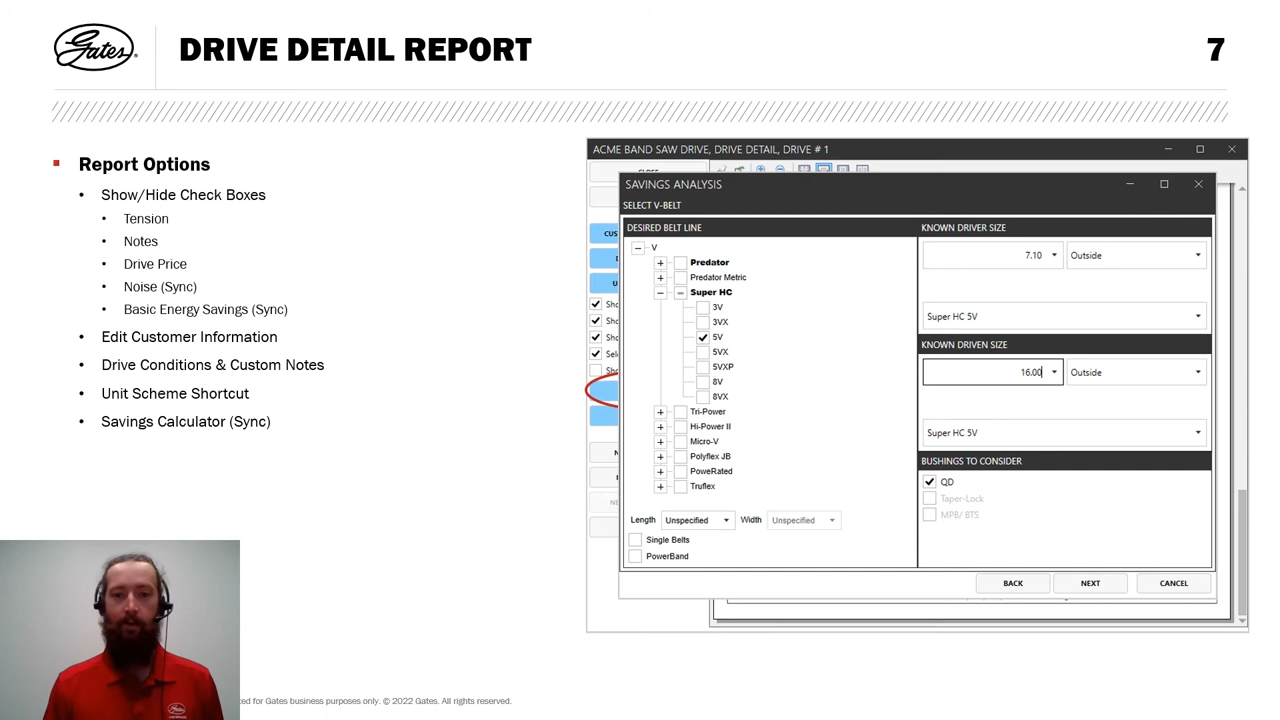 Gates
DRIVE DETAIL REPORT
7
Report Options
Show/Hide Check Boxes
Tension
Notes
Drive Price
Noise (Sync)
Basic Energy Savings (Sync)
Edit Customer Information
Drive Conditions & Custom Notes
Unit Scheme Shortcut
Savings Calculator (Sync)
ACME BAND SAW DRIVE, DRIVE DETAIL, DRIVE # 1
SAVINGS ANALYSIS
SELECT V-BELT
DESIRED BELT LINE
V
Predator
Predator Metric
Super HC
3V
3VX
5V
5VX
5VXP
8V
8VX
Tri-Power
Hi-Power II
Micro-V
Polyflex JB
PoweRated
Truflex
Length Unspecified Width Unspecified
Single Belts
PowerBand
KNOWN DRIVER SIZE
7.10 Outside
Super HC 5V
KNOWN DRIVEN SIZE
16.00 Outside
Super HC 5V
BUSHINGS TO CONSIDER
QD
Taper-Lock
MPB/ BTS
BACK NEXT CANCEL
for Gates business purposes only. © 2022 Gates. All rights reserved.